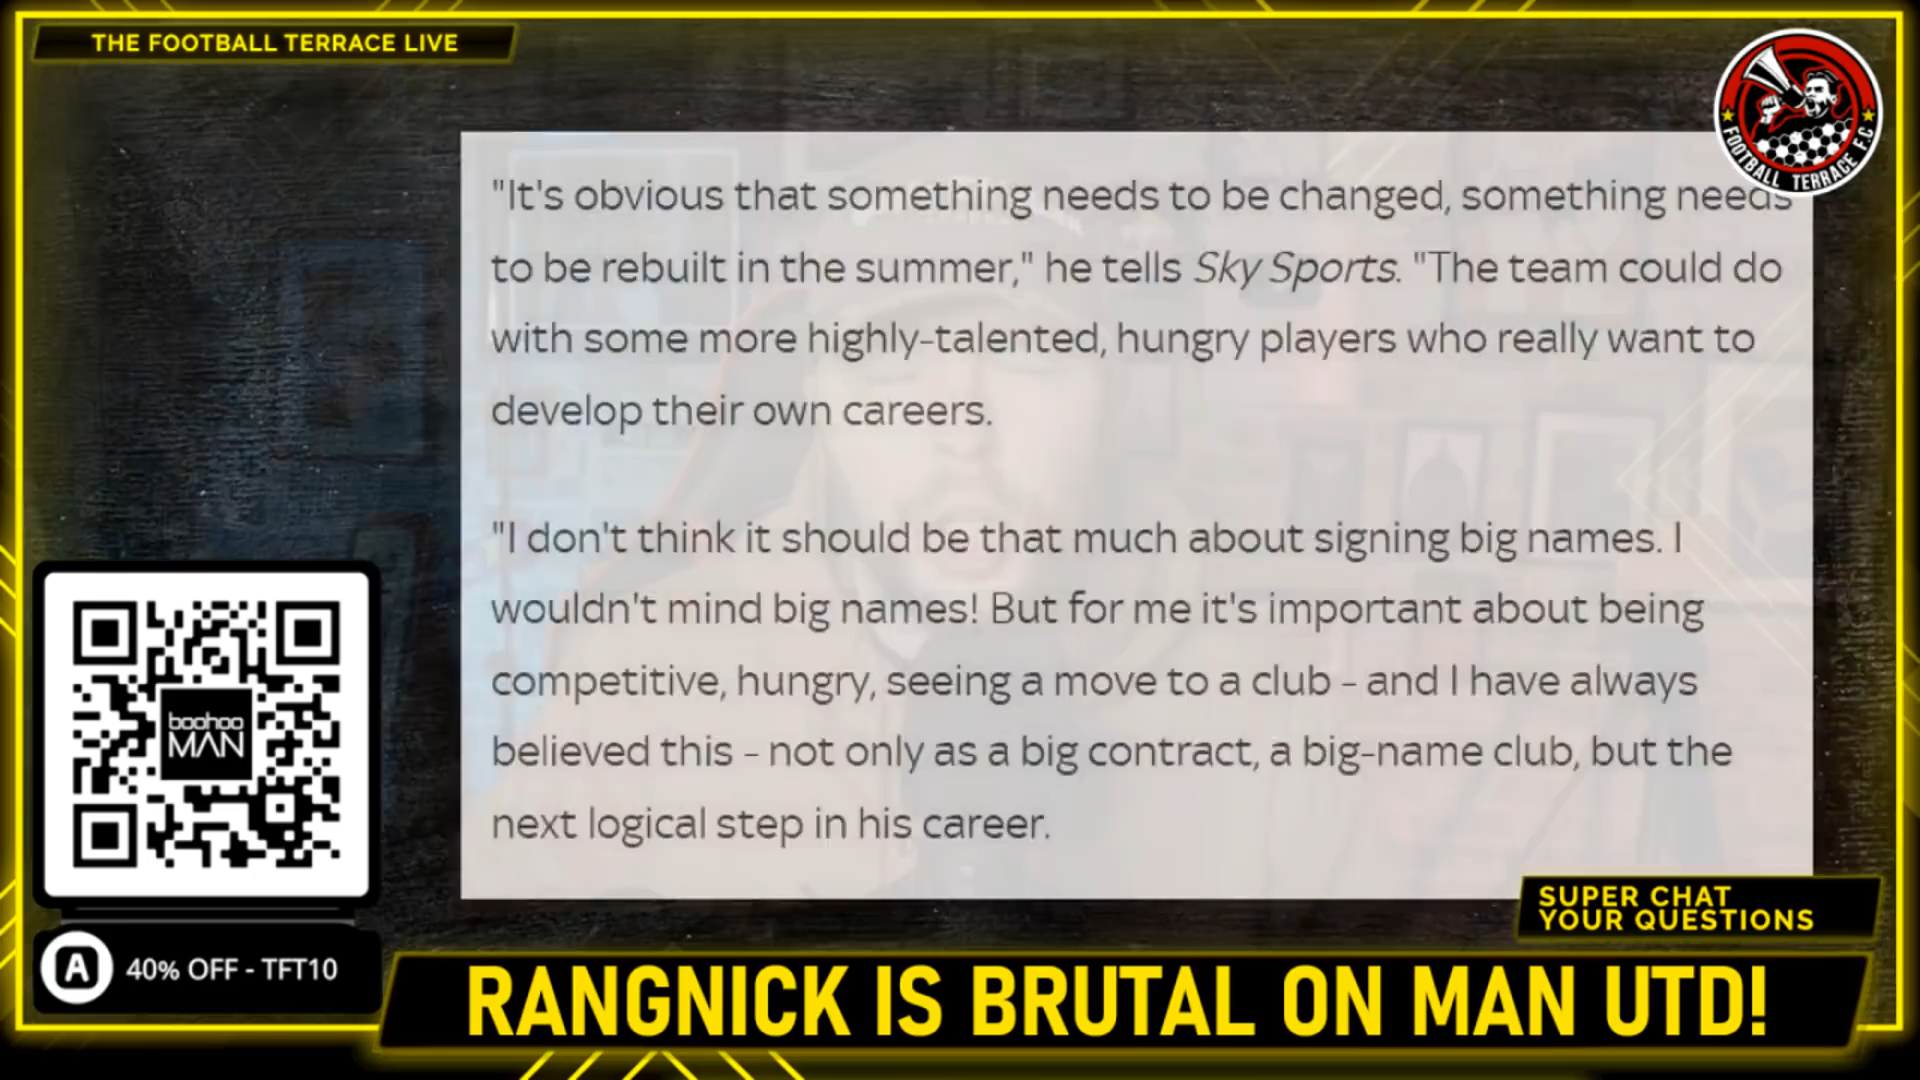 THE FOOTBALL TERRACE LIVE
FOOTBALL TERRACE F.C
"It's obvious that something needs to be changed, something needs
to be rebuilt in the summer," he tells Sky Sports. "The team could do
with some more highly-talented, hungry players who really want to
develop their own careers.
"I don't think it should be that much about signing big names. I
wouldn't mind big names! But for me it's important about being
competitive, hungry, seeing a move to a club - and I have always
believed this - not only as a big contract, a big-name club, but the
next logical step in his career.
boohoo
MAN
A
40% OFF - TFT10
SUPER CHAT
YOUR QUESTIONS
RANGNICK IS BRUTAL ON MAN UTD!